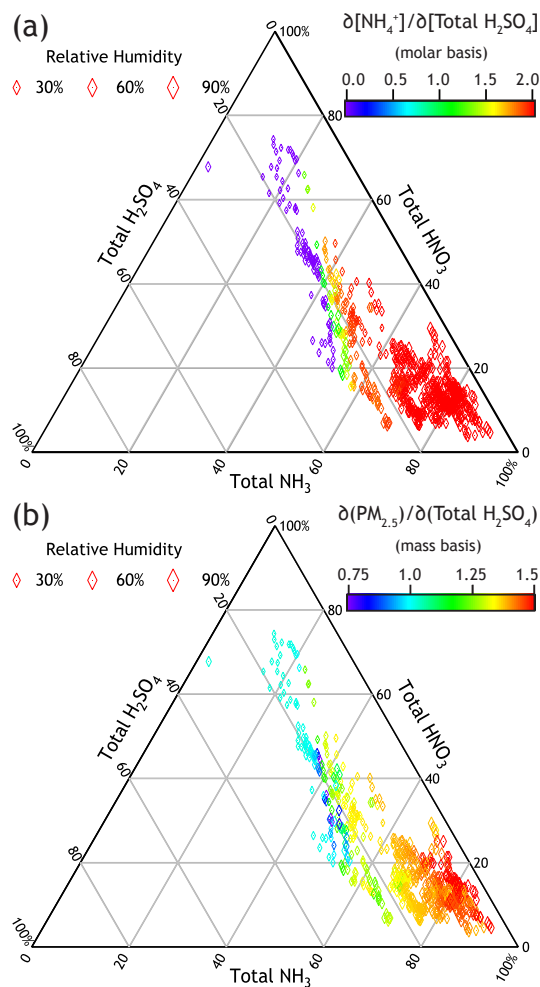 (a)
∂[NH₄⁺]/∂[Total H₂SO₄]
(molar basis)
0.0 0.5 1.0 1.5 2.0
Relative Humidity
30% 60% 90%
0 100%
20 80
40 60
60 40
80 20
100% 0
0 20 40 60 80 100%
Total H₂SO₄
Total HNO₃
Total NH₃
(b)
∂(PM₂.₅)/∂(Total H₂SO₄)
(mass basis)
0.75 1.0 1.25 1.5
Relative Humidity
30% 60% 90%
0 100%
20 80
40 60
60 40
80 20
100% 0
0 20 40 60 80 100%
Total H₂SO₄
Total HNO₃
Total NH₃